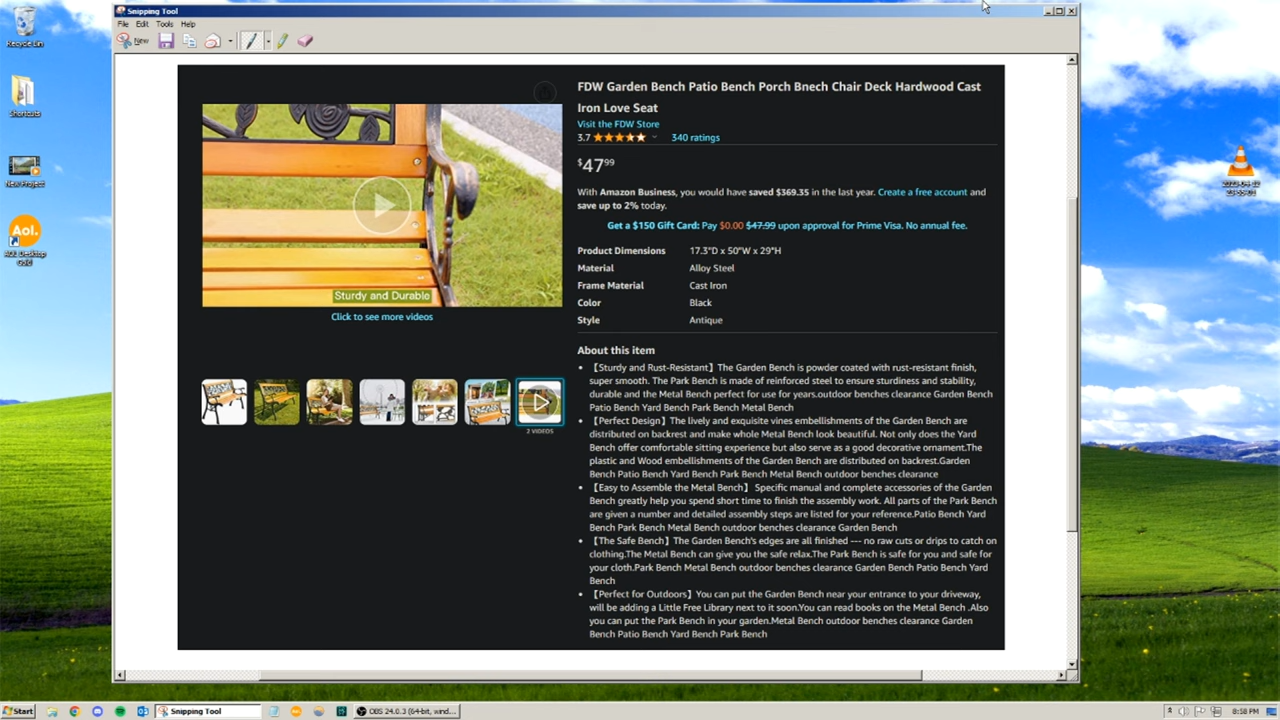 Snipping Tool
File Edit Tools Help
New
Recycle Bin
Shortcuts
New Project
Aol.
AOL Desktop
Gold
FDW Garden Bench Patio Bench Porch Bnech Chair Deck Hardwood Cast
Iron Love Seat
Visit the FDW Store
3.7 340 ratings
$47.99
With Amazon Business, you would have saved $369.35 in the last year. Create a free account and
save up to 2% today.
Get a $150 Gift Card: Pay $0.00 $47.99 upon approval for Prime Visa. No annual fee.
Sturdy and Durable
Click to see more videos
2 VIDEOS
Product Dimensions 17.3"D x 50"W x 29"H
Material Alloy Steel
Frame Material Cast Iron
Color Black
Style Antique
About this item
• 【Sturdy and Rust-Resistant】The Garden Bench is powder coated with rust-resistant finish,
super smooth. The Park Bench is made of reinforced steel to ensure sturdiness and stability,
durable and the Metal Bench perfect for use for years.outdoor benches clearance Garden Bench
Patio Bench Yard Bench Park Bench Metal Bench
• 【Perfect Design】The lively and exquisite vines embellishments of the Garden Bench are
distributed on backrest and make whole Metal Bench look beautiful. Not only does the Yard
Bench offer comfortable sitting experience but also serve as a good decorative ornament.The
plastic and Wood embellishments of the Garden Bench are distributed on backrest.Garden
Bench Patio Bench Yard Bench Park Bench Metal Bench outdoor benches clearance
• 【Easy to Assemble the Metal Bench】 Specific manual and complete accessories of the Garden
Bench greatly help you spend short time to finish the assembly work. All parts of the Park Bench
are given a number and detailed assembly steps are listed for your reference.Patio Bench Yard
Bench Park Bench Metal Bench outdoor benches clearance Garden Bench
• 【The Safe Bench】The Garden Bench's edges are all finished --- no raw cuts or drips to catch on
clothing.The Metal Bench can give you the safe relax.The Park Bench is safe for you and safe for
your cloth.Park Bench Metal Bench outdoor benches clearance Garden Bench Patio Bench Yard
Bench
• 【Perfect for Outdoors】You can put the Garden Bench near your entrance to your driveway,
will be adding a Little Free Library next to it soon.You can read books on the Metal Bench .Also
you can put the Park Bench in your garden.Metal Bench outdoor benches clearance Garden
Bench Patio Bench Yard Bench Park Bench
Start
Snipping Tool
OBS 24.0.3 (64-bit, wind...
8:58 PM